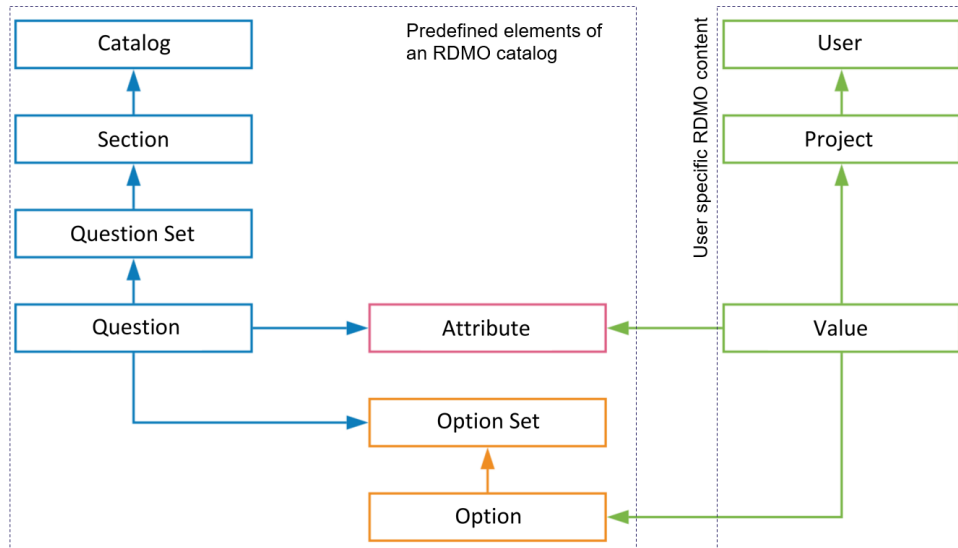 Predefined elements of
an RDMO catalog
Catalog
Section
Question Set
Question
Attribute
Option Set
Option
User specific RDMO content
User
Project
Value